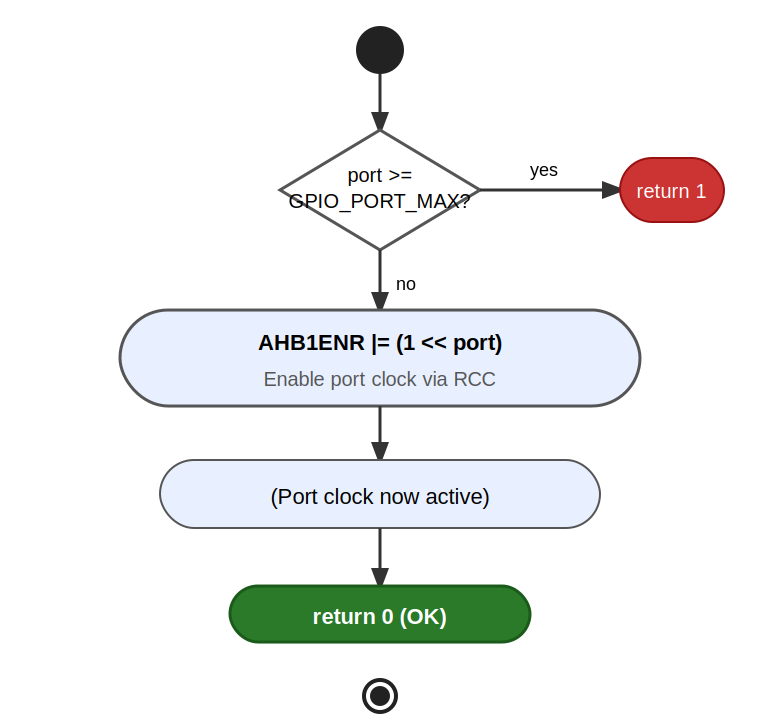 port >=
GPIO_PORT_MAX?
yes
return 1
no
AHB1ENR |= (1 << port)
Enable port clock via RCC
(Port clock now active)
return 0 (OK)